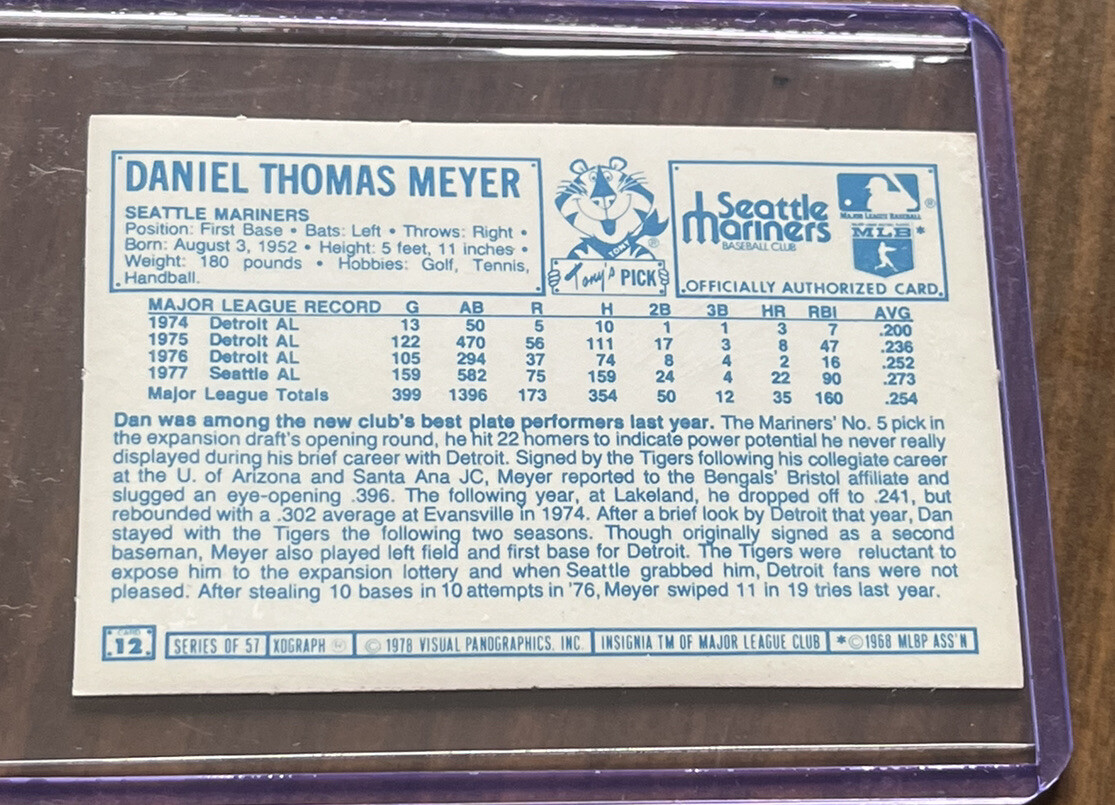 DANIEL THOMAS MEYER
SEATTLE MARINERS
Position: First Base • Bats: Left • Throws: Right •
Born: August 3, 1952 • Height: 5 feet, 11 inches •
Weight: 180 pounds • Hobbies: Golf, Tennis,
Handball.
TONY
®
Tony's PICK
Seattle
Mariners
BASEBALL CLUB
MAJOR LEAGUE BASEBALL
®
MLB*
OFFICIALLY AUTHORIZED CARD
MAJOR LEAGUE RECORD G AB R H 2B 3B HR RBI AVG.
1974 Detroit AL 13 50 5 10 1 1 3 7 .200
1975 Detroit AL 122 470 56 111 17 3 8 47 .236
1976 Detroit AL 105 294 37 74 8 4 2 16 .252
1977 Seattle AL 159 582 75 159 24 4 22 90 .273
Major League Totals 399 1396 173 354 50 12 35 160 .254
Dan was among the new club's best plate performers last year. The Mariners' No. 5 pick in
the expansion draft's opening round, he hit 22 homers to indicate power potential he never really
displayed during his brief career with Detroit. Signed by the Tigers following his collegiate career
at the U. of Arizona and Santa Ana JC, Meyer reported to the Bengals' Bristol affiliate and
slugged an eye-opening .396. The following year, at Lakeland, he dropped off to .241, but
rebounded with a .302 average at Evansville in 1974. After a brief look by Detroit that year, Dan
stayed with the Tigers the following two seasons. Though originally signed as a second
baseman, Meyer also played left field and first base for Detroit. The Tigers were reluctant to
expose him to the expansion lottery and when Seattle grabbed him, Detroit fans were not
pleased. After stealing 10 bases in 10 attempts in '76, Meyer swiped 11 in 19 tries last year.
CARD
12
SERIES OF 57 XOGRAPH © 1978 VISUAL PANOGRAPHICS, INC. INSIGNIA TM OF MAJOR LEAGUE CLUB *©1968 MLBP ASS'N